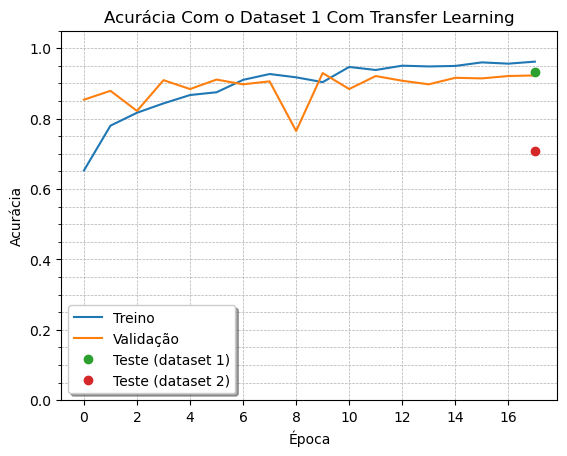 Acurácia Com o Dataset 1 Com Transfer Learning
1.0
0.8
0.6
0.4
0.2
0.0
Acurácia
Treino
Validação
Teste (dataset 1)
Teste (dataset 2)
0 2 4 6 8 10 12 14 16
Época